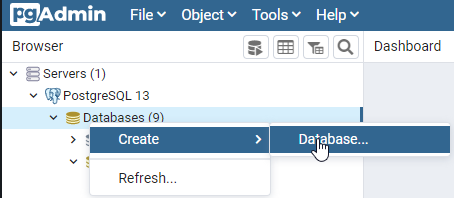 pgAdmin File Object Tools Help
Browser Dashboard
Servers (1)
PostgreSQL 13
Databases (9)
Create Database...
Refresh...